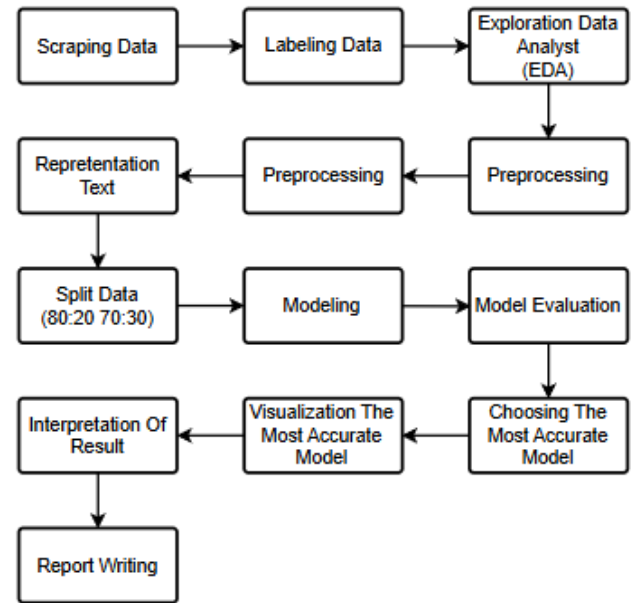 Scraping Data
Labeling Data
Exploration Data
Analyst
(EDA)
Repretentation
Text
Preprocessing
Preprocessing
Split Data
(80:20 70:30)
Modeling
Model Evaluation
Interpretation Of
Result
Visualization The
Most Accurate
Model
Choosing The
Most Accurate
Model
Report Writing